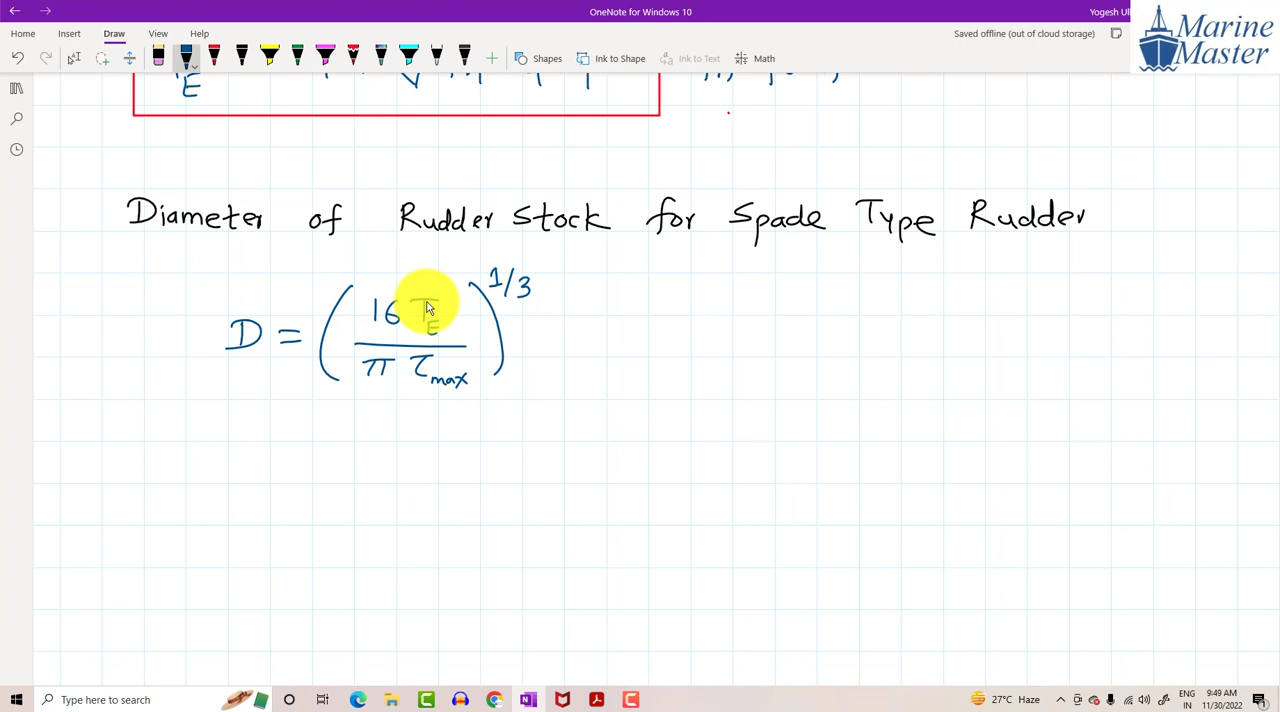 OneNote for Windows 10
Yogesh Ull
Home Insert Draw View Help
Saved offline (out of cloud storage)
Marine Master
Shapes Ink to Shape Ink to Text Math
E
Diameter of Rudder Stock for Spade Type Rudder
D = ( 16 T_E / π τ_max )^1/3
Type here to search
27°C Haze
ENG IN
9:49 AM
11/30/2022